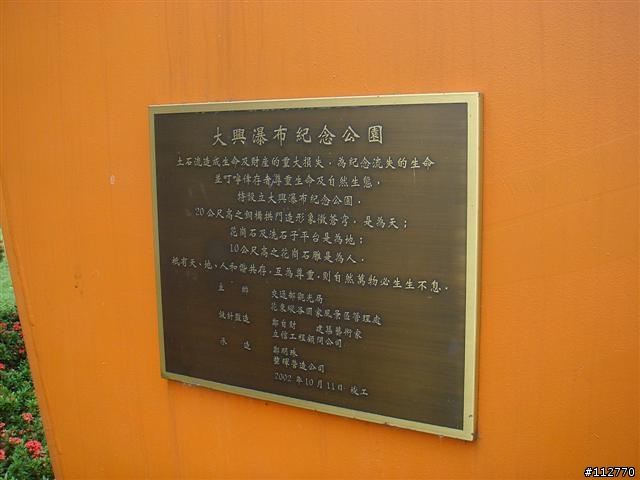 大興瀑布紀念公園
土石流造成生命及財產的重大損失，為紀念流失的生命
並叮嚀倖存者尊重生命及自然生態，
特設立大興瀑布紀念公園，
20公尺高之鋼構拱門造形象徵蒼穹，是為天；
花崗石及洗石子平台是為地；
10公尺高之花崗石雕是為人，
祇有天、地、人和諧共存，互為尊重，則自然萬物必生生不息。
主辦 交通部觀光局
花東縱谷國家風景區管理處
設計監造 鄭自財 建築藝術家
立信工程顧問公司
承造 鄭明珠
營造公司
2002年10月11日 竣工
#112770